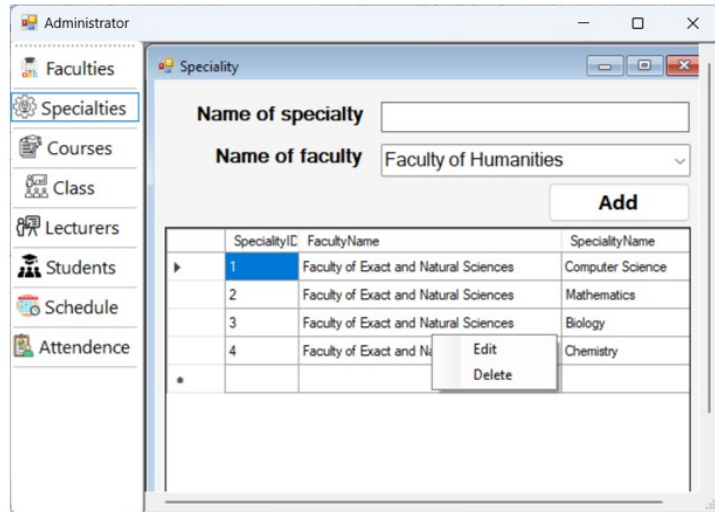 Administrator
Faculties
Specialties
Courses
Class
Lecturers
Students
Schedule
Attendence
Speciality
Name of specialty
Name of faculty Faculty of Humanities
Add
SpecialityID FacultyName SpecialityName
1 Faculty of Exact and Natural Sciences Computer Science
2 Faculty of Exact and Natural Sciences Mathematics
3 Faculty of Exact and Natural Sciences Biology
4 Faculty of Exact and Na Chemistry
Edit
Delete